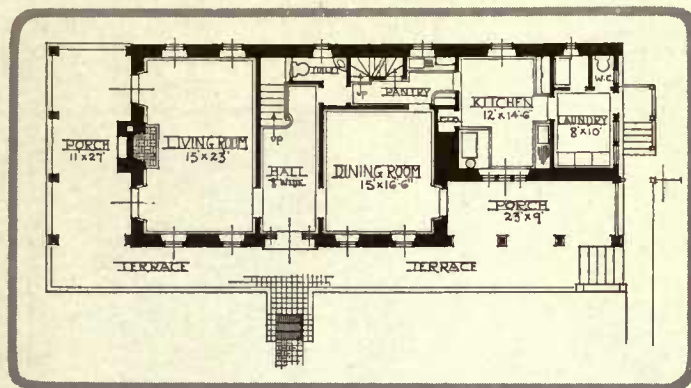 TOILET
UP
UP
PANTRY
W.C.
KITCHEN
12'X14'-6"
PORCH
11'X27'
LIVING ROOM
15'X23'
LAUNDRY
8'X10'
HALL
8' WIDE
DINING ROOM
15'X16'-6"
PORCH
23'X9'
TERRACE
TERRACE